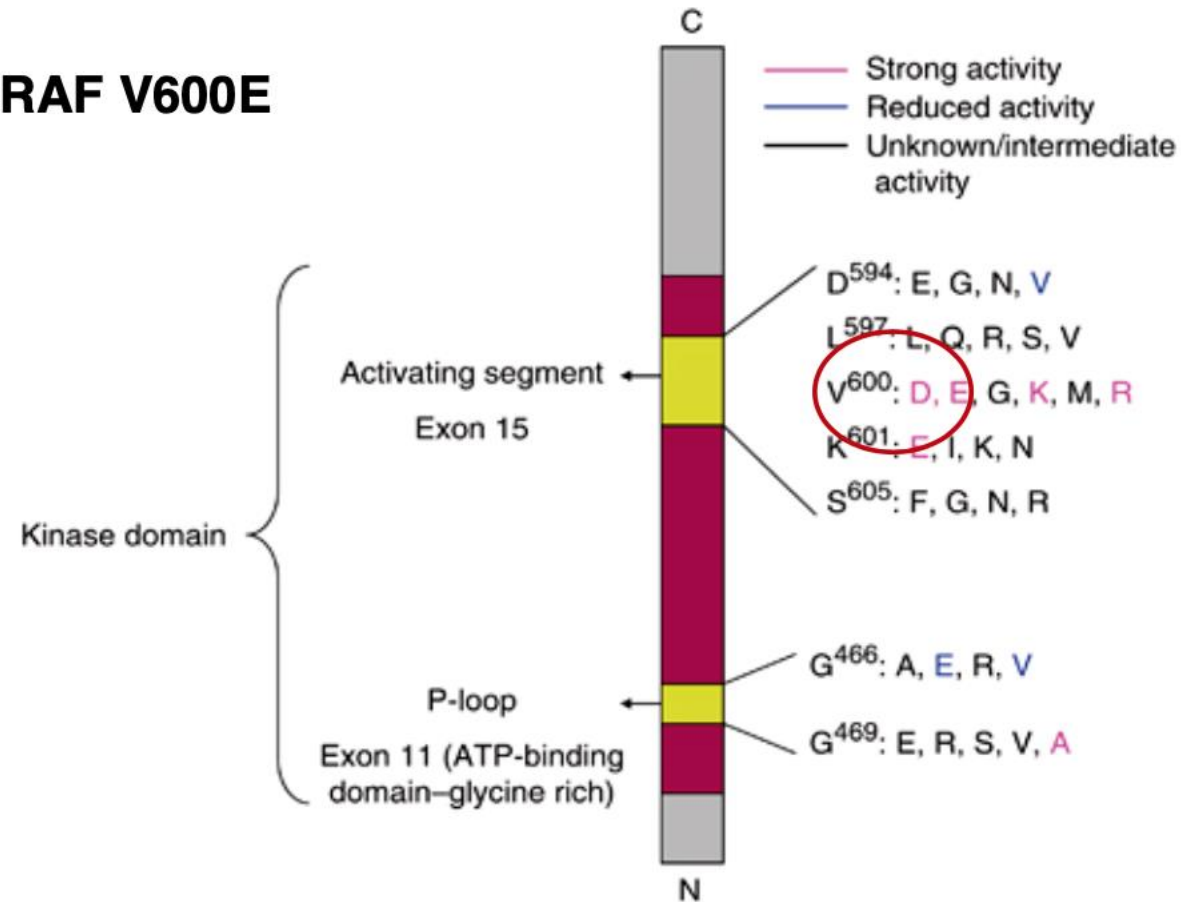 RAF V600E
C
Strong activity
Reduced activity
Unknown/intermediate
activity
D594: E, G, N, V
L597: L, Q, R, S, V
Activating segment
V600: D, E, G, K, M, R
Exon 15
K601: E, I, K, N
S605: F, G, N, R
Kinase domain
G466: A, E, R, V
P-loop
G469: E, R, S, V, A
Exon 11 (ATP-binding
domain–glycine rich)
N